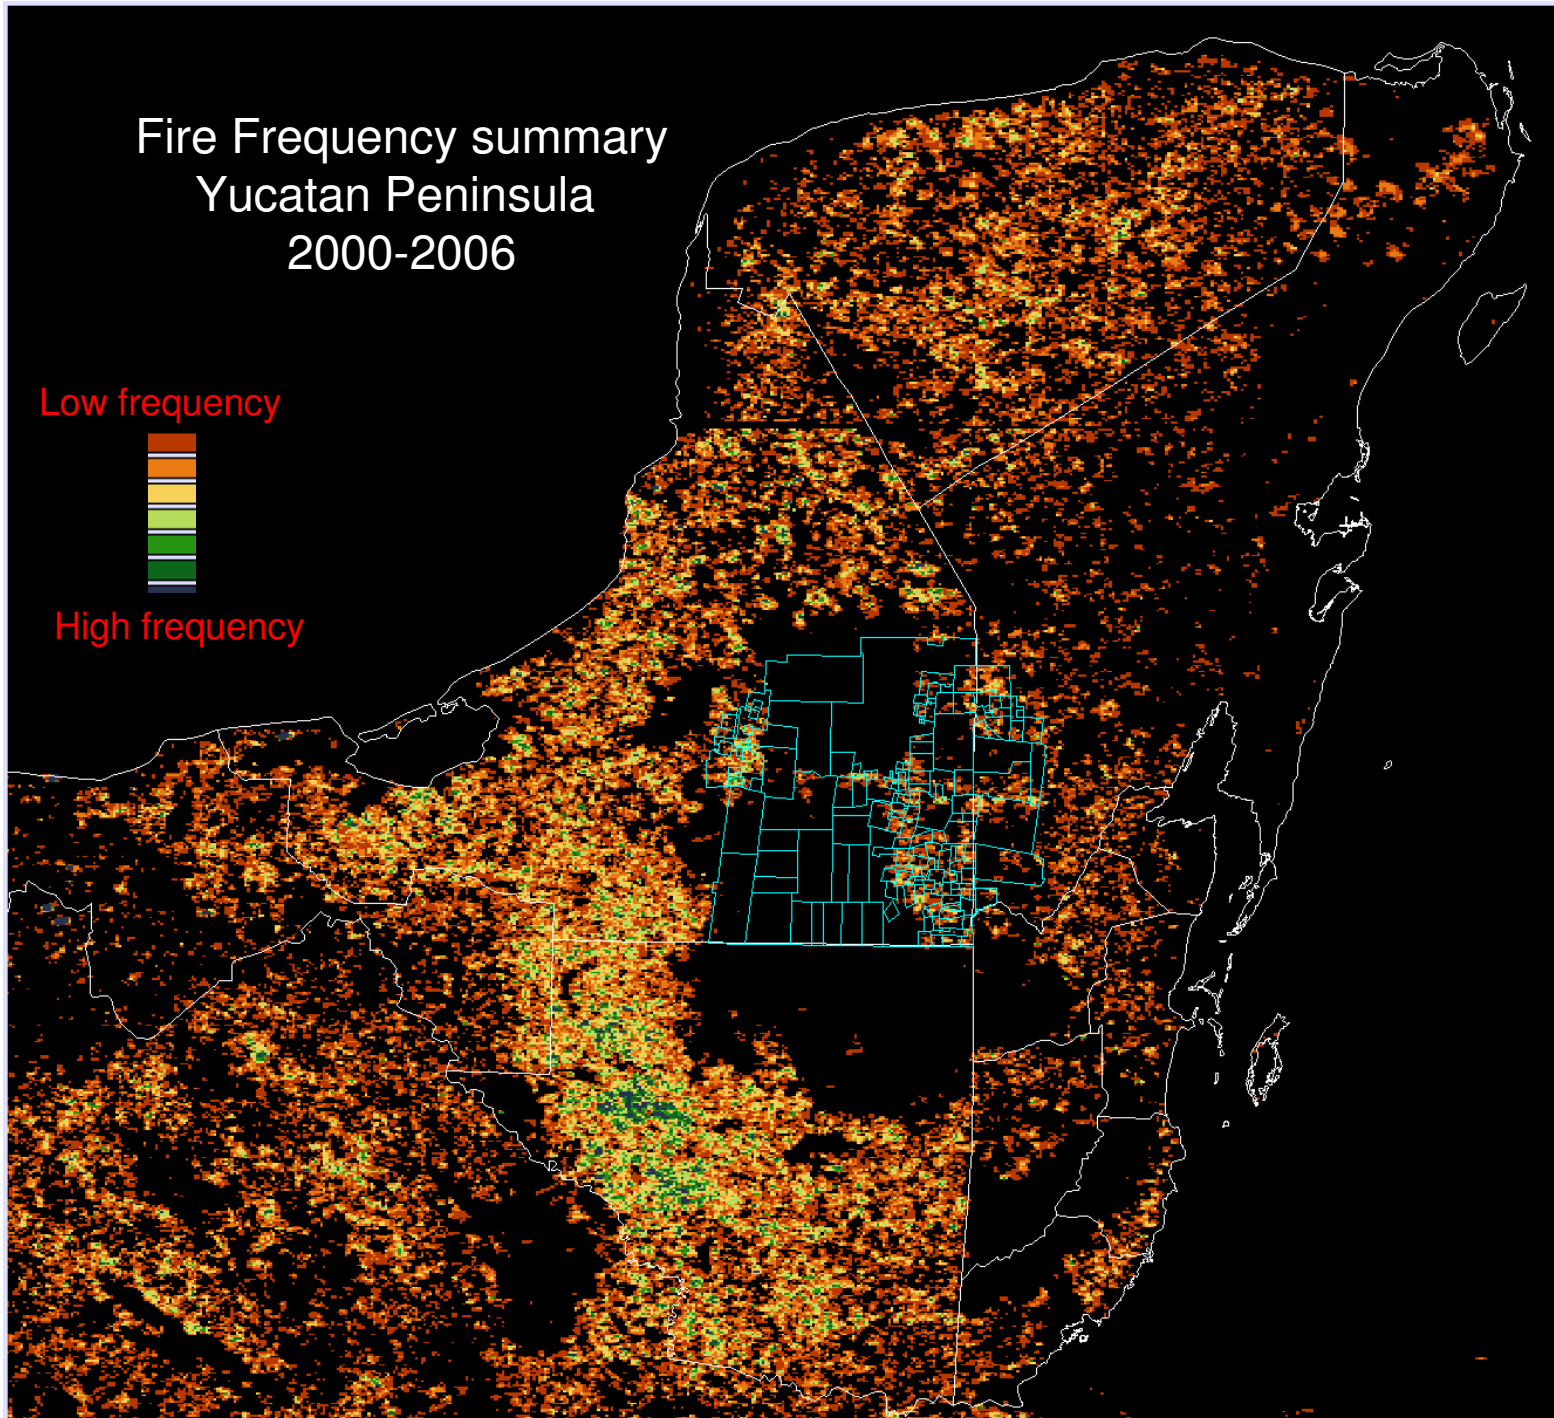 Fire Frequency summary
Yucatan Peninsula
2000-2006
Low frequency
High frequency